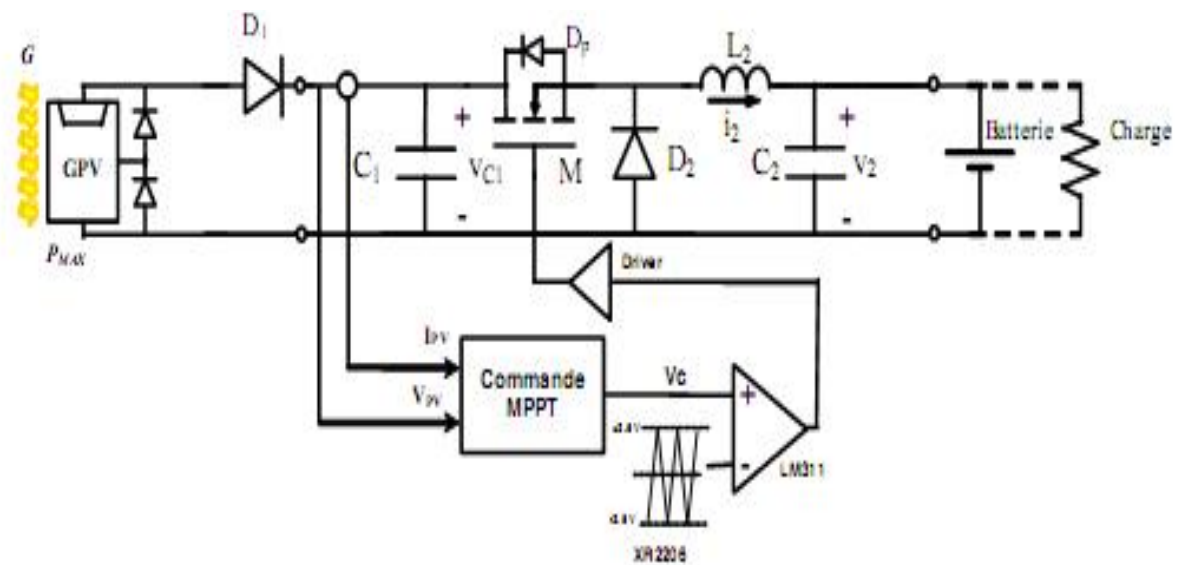 G
D1
DP
L2
GPV
C1
+
VC1
-
M
D2
i2
C2
+
V2
-
Batterie
Charge
PMAX
Driver
IPV
VPV
Commande
MPPT
Vc
+
-
LM311
XR2206